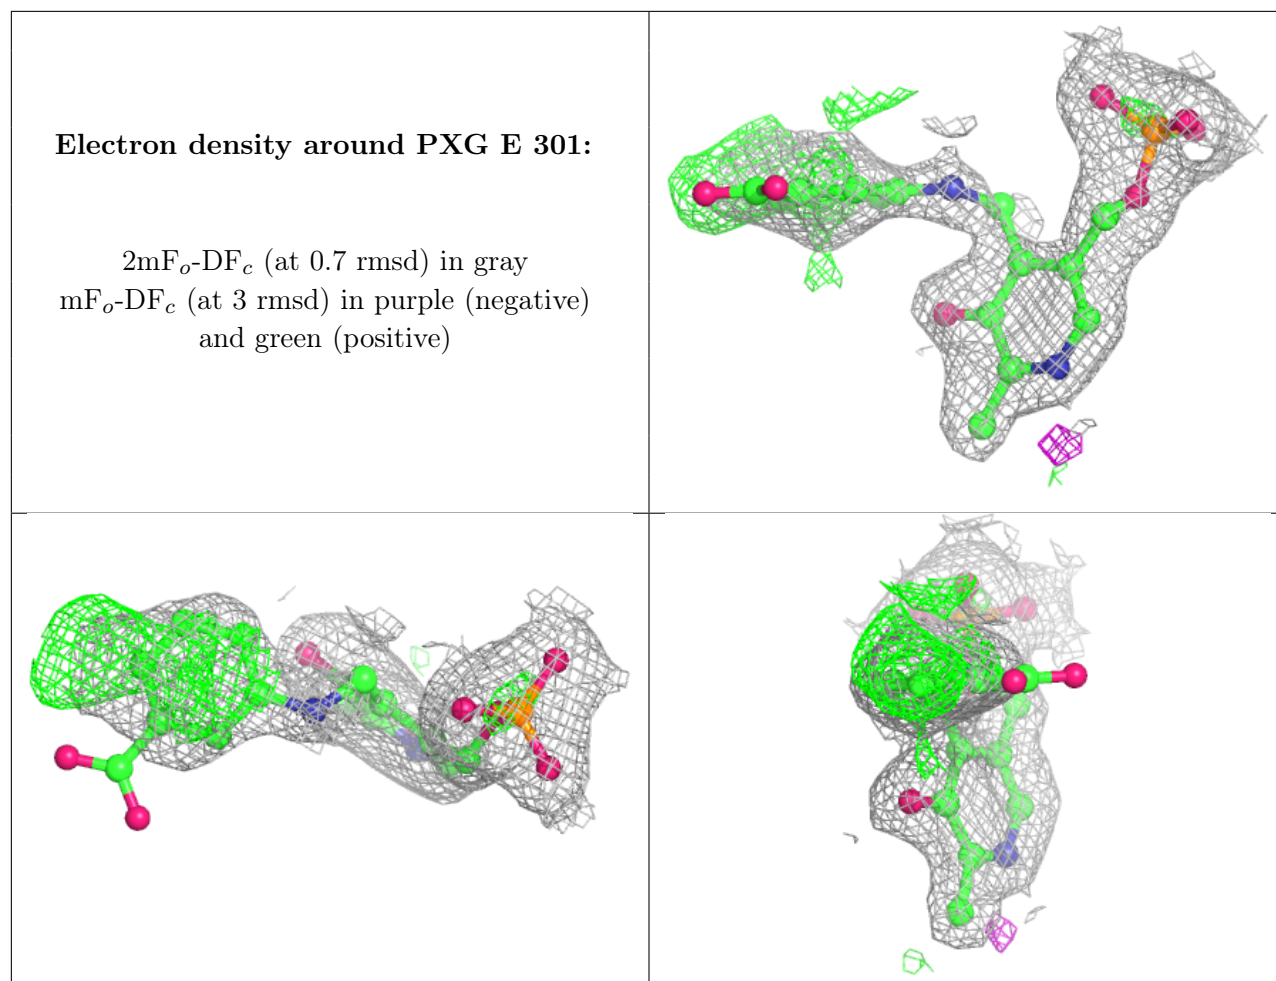 Electron density around PXG E 301:
2mFo-DFc (at 0.7 rmsd) in gray
mFo-DFc (at 3 rmsd) in purple (negative)
and green (positive)